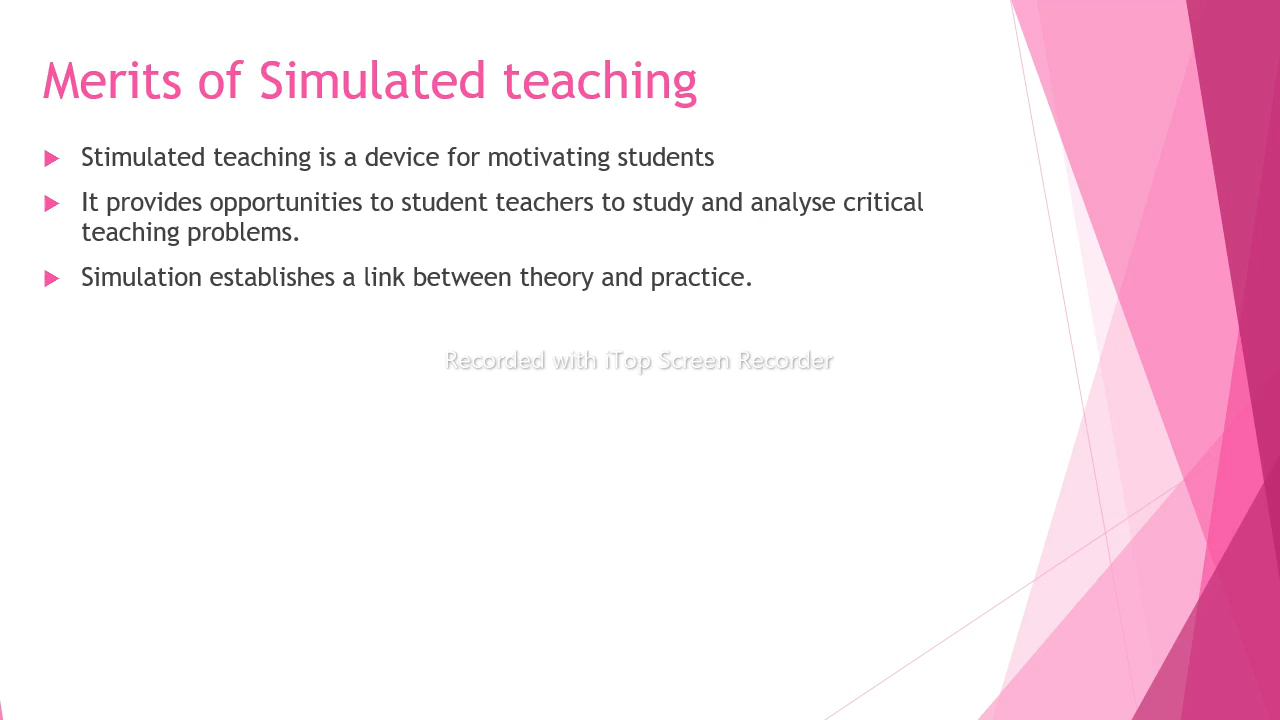 Merits of Simulated teaching
Stimulated teaching is a device for motivating students
It provides opportunities to student teachers to study and analyse critical
teaching problems.
Simulation establishes a link between theory and practice.
Recorded with iTop Screen Recorder